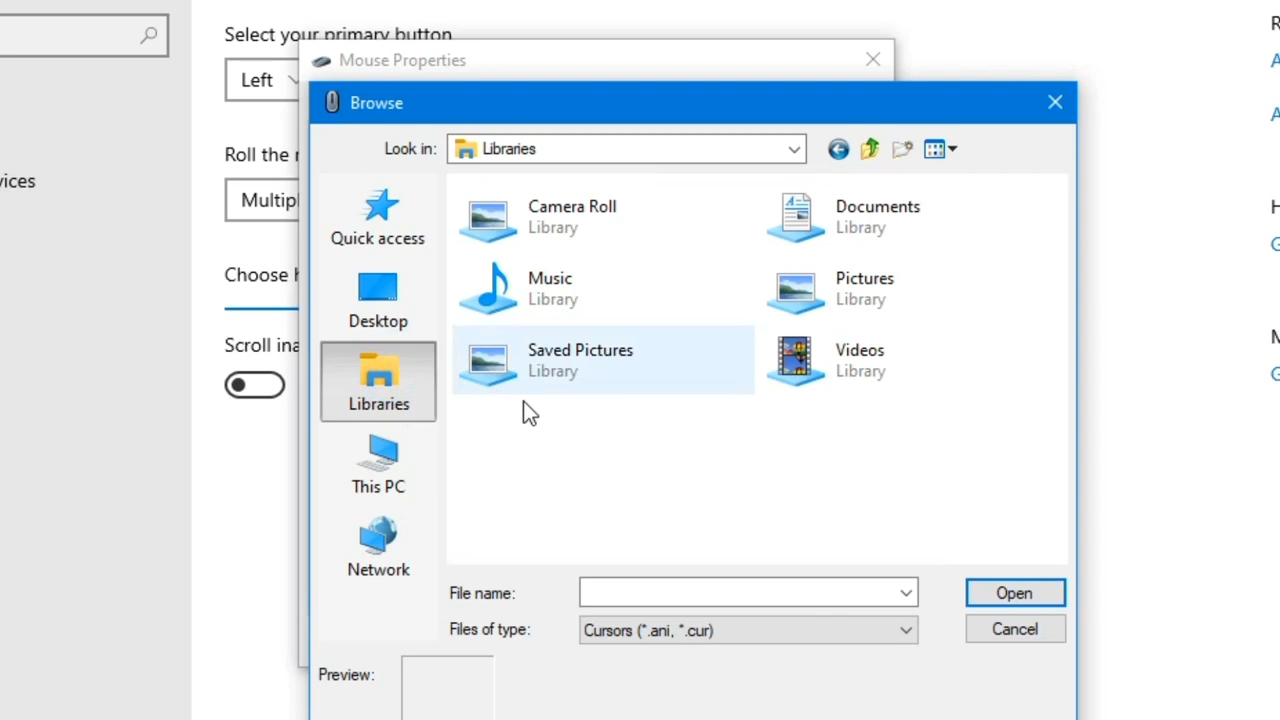 Select your primary button
Mouse Properties
Left
Browse
Look in:
Libraries
Roll the
Multipl
vices
Quick access
Camera Roll
Library
Documents
Library
Desktop
Music
Library
Pictures
Library
Choose h
Scroll ina
Saved Pictures
Library
Videos
Library
Libraries
This PC
Network
File name:
Open
Files of type:
Cursors (*.ani, *.cur)
Cancel
Preview: